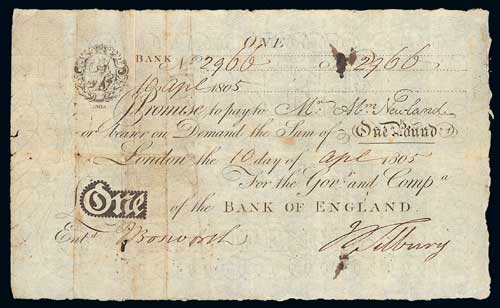 ONE
BANK No 2966 No 2966
10 Apl 1805
I Promise to pay to Mr. Abm. Newland
or bearer on Demand the Sum of One Pound
London the 10 day of Apl 1805
For the Govr. and Compa.
One of the BANK OF ENGLAND
Entd. Bosworth J Tilbury